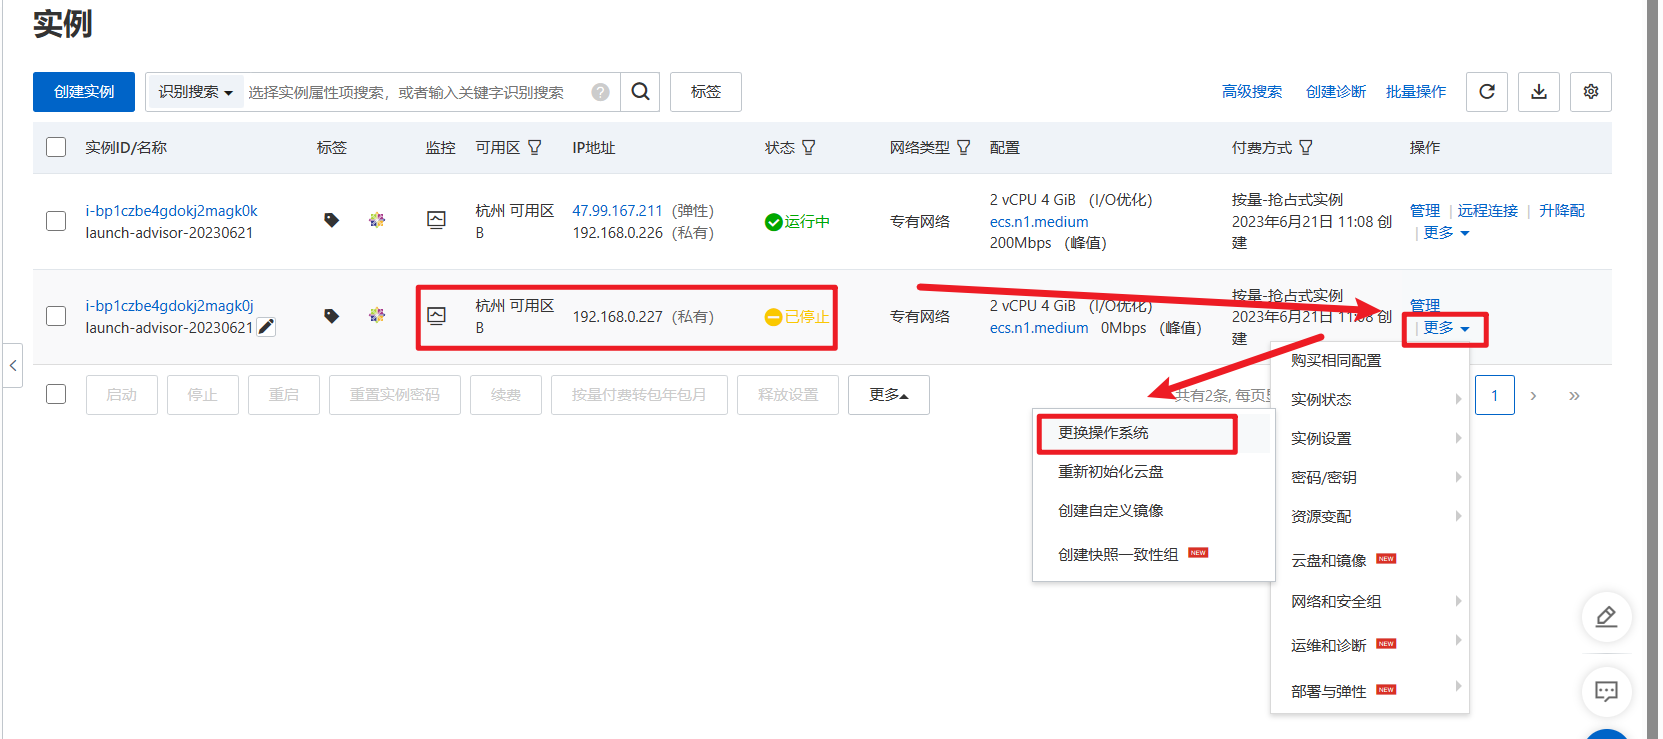 实例
创建实例 识别搜索 选择实例属性项搜索，或者输入关键字识别搜索 标签 高级搜索 创建诊断 批量操作
实例ID/名称 标签 监控 可用区 IP地址 状态 网络类型 配置 付费方式 操作
i-bp1czbe4gdokj2magk0k
launch-advisor-20230621
杭州 可用区
B
47.99.167.211 (弹性)
192.168.0.226 (私有)
运行中
专有网络
2 vCPU 4 GiB (I/O优化)
ecs.n1.medium
200Mbps (峰值)
按量-抢占式实例
2023年6月21日 11:08 创
建
管理 | 远程连接 | 升降配
| 更多
i-bp1czbe4gdokj2magk0j
launch-advisor-20230621
杭州 可用区
B
192.168.0.227 (私有)
已停止
专有网络
2 vCPU 4 GiB (I/O优化)
ecs.n1.medium 0Mbps (峰值)
按量-抢占式实例
2023年6月21日 11:08 创
建
管理
| 更多
启动 停止 重启 重置实例密码 续费 按量付费转包年包月 释放设置 更多 共有2条, 每页 1 › »
更换操作系统
重新初始化云盘
创建自定义镜像
创建快照一致性组 NEW
购买相同配置
实例状态
实例设置
密码/密钥
资源变配
云盘和镜像 NEW
网络和安全组
运维和诊断 NEW
部署与弹性 NEW